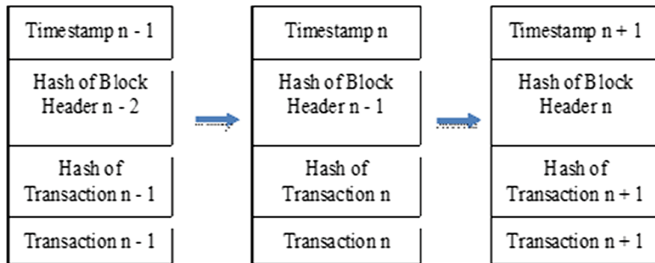 Timestamp n - 1
Hash of Block
Header n - 2
Hash of
Transaction n - 1
Transaction n - 1
Timestamp n
Hash of Block
Header n - 1
Hash of
Transaction n
Transaction n
Timestamp n + 1
Hash of Block
Header n
Hash of
Transaction n + 1
Transaction n + 1